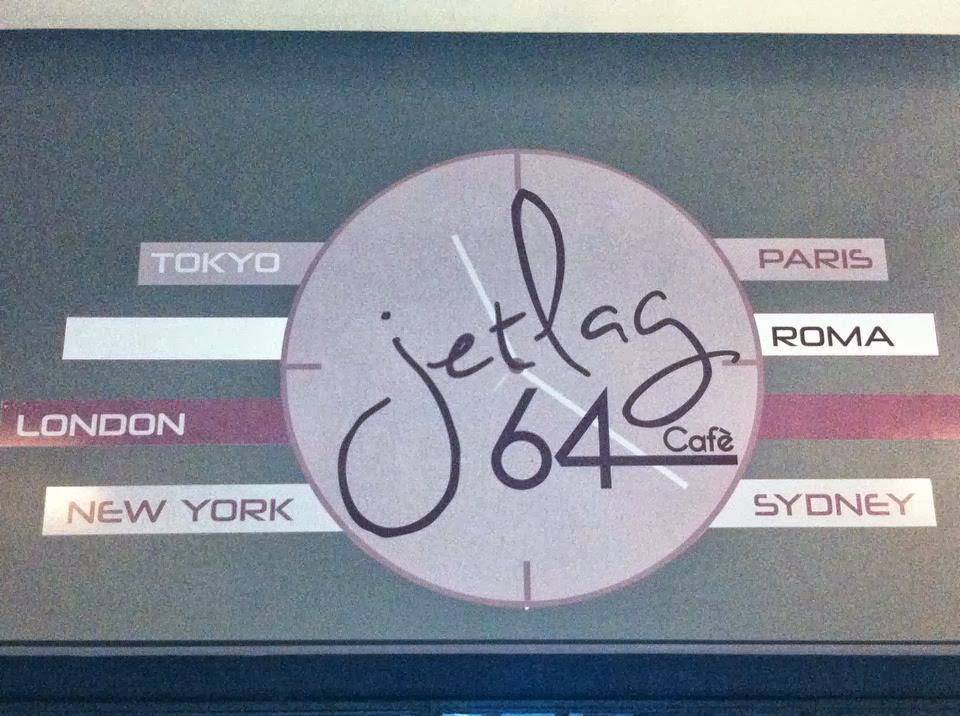 TOKYO
PARIS
ROMA
LONDON
NEW YORK
SYDNEY
jetlag
64 Cafè